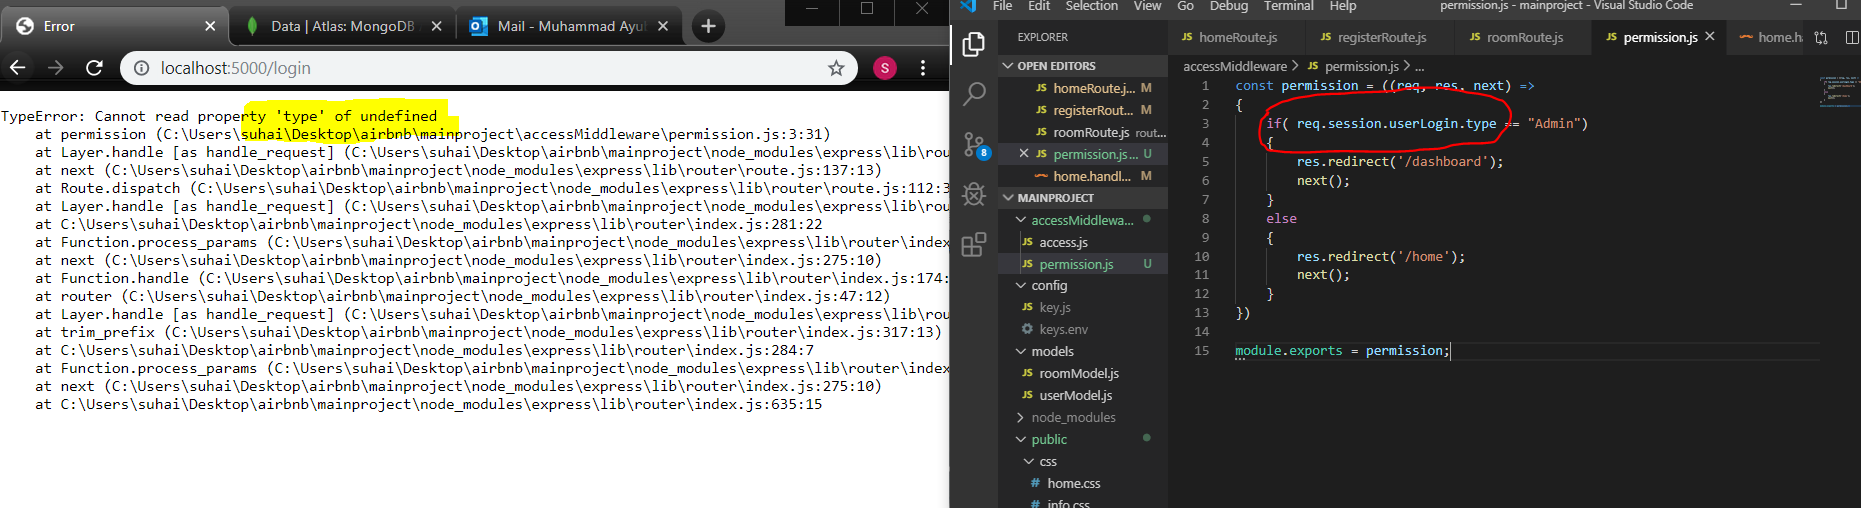 Error
Data | Atlas: MongoDB
Mail - Muhammad Ayub
localhost:5000/login
S
TypeError: Cannot read property 'type' of undefined
at permission (C:\Users\suhai\Desktop\airbnb\mainproject\accessMiddleware\permission.js:3:31)
at Layer.handle [as handle_request] (C:\Users\suhai\Desktop\airbnb\mainproject\node_modules\express\lib\rou
at next (C:\Users\suhai\Desktop\airbnb\mainproject\node_modules\express\lib\router\route.js:137:13)
at Route.dispatch (C:\Users\suhai\Desktop\airbnb\mainproject\node_modules\express\lib\router\route.js:112:3
at Layer.handle [as handle_request] (C:\Users\suhai\Desktop\airbnb\mainproject\node_modules\express\lib\rou
at C:\Users\suhai\Desktop\airbnb\mainproject\node_modules\express\lib\router\index.js:281:22
at Function.process_params (C:\Users\suhai\Desktop\airbnb\mainproject\node_modules\express\lib\router\index
at next (C:\Users\suhai\Desktop\airbnb\mainproject\node_modules\express\lib\router\index.js:275:10)
at Function.handle (C:\Users\suhai\Desktop\airbnb\mainproject\node_modules\express\lib\router\index.js:174:
at router (C:\Users\suhai\Desktop\airbnb\mainproject\node_modules\express\lib\router\index.js:47:12)
at Layer.handle [as handle_request] (C:\Users\suhai\Desktop\airbnb\mainproject\node_modules\express\lib\rou
at trim_prefix (C:\Users\suhai\Desktop\airbnb\mainproject\node_modules\express\lib\router\index.js:317:13)
at C:\Users\suhai\Desktop\airbnb\mainproject\node_modules\express\lib\router\index.js:284:7
at Function.process_params (C:\Users\suhai\Desktop\airbnb\mainproject\node_modules\express\lib\router\index
at next (C:\Users\suhai\Desktop\airbnb\mainproject\node_modules\express\lib\router\index.js:275:10)
at C:\Users\suhai\Desktop\airbnb\mainproject\node_modules\express\lib\router\index.js:635:15
File Edit Selection View Go Debug Terminal Help permission.js - mainproject - Visual Studio Code
EXPLORER
OPEN EDITORS
JS homeRoute.j... M
JS registerRout... M
JS roomRoute.js rout...
JS permission.js... U
home.handl... M
MAINPROJECT
accessMiddlewa...
JS access.js
JS permission.js U
config
JS key.js
keys.env
models
JS roomModel.js
JS userModel.js
node_modules
public
css
# home.css
# info.css
8
JS homeRoute.js JS registerRoute.js JS roomRoute.js JS permission.js home.ha
accessMiddleware > JS permission.js > ...
1 const permission = ((req, res, next) =>
2 {
3 if( req.session.userLogin.type == "Admin")
4 {
5 res.redirect('/dashboard');
6 next();
7 }
8 else
9 {
10 res.redirect('/home');
11 next();
12 }
13 })
14
15 module.exports = permission;